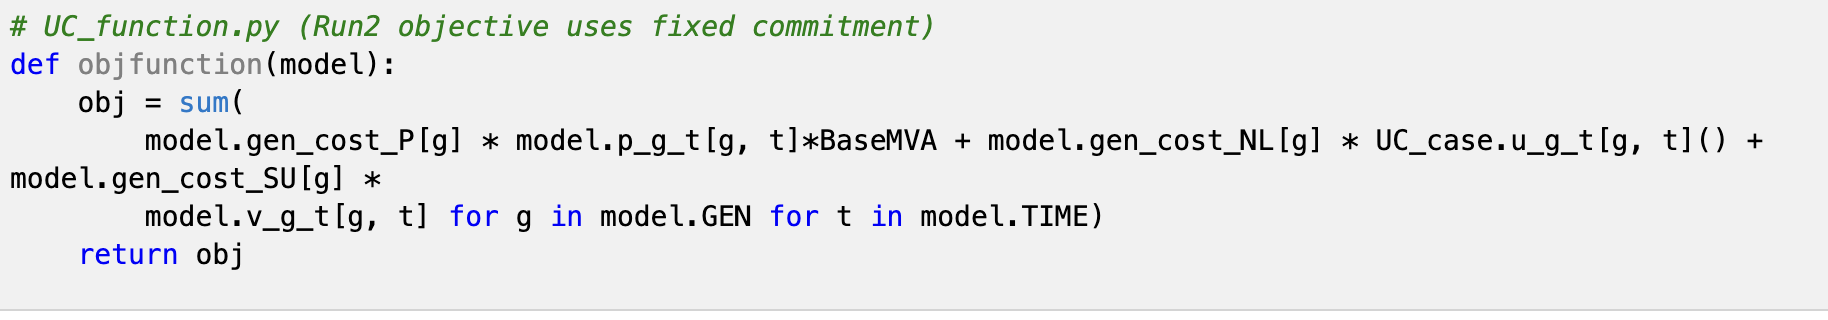 # UC_function.py (Run2 objective uses fixed commitment)
def objfunction(model):
    obj = sum(
        model.gen_cost_P[g] * model.p_g_t[g, t]*BaseMVA + model.gen_cost_NL[g] * UC_case.u_g_t[g, t]() +
model.gen_cost_SU[g] *
        model.v_g_t[g, t] for g in model.GEN for t in model.TIME)
    return obj